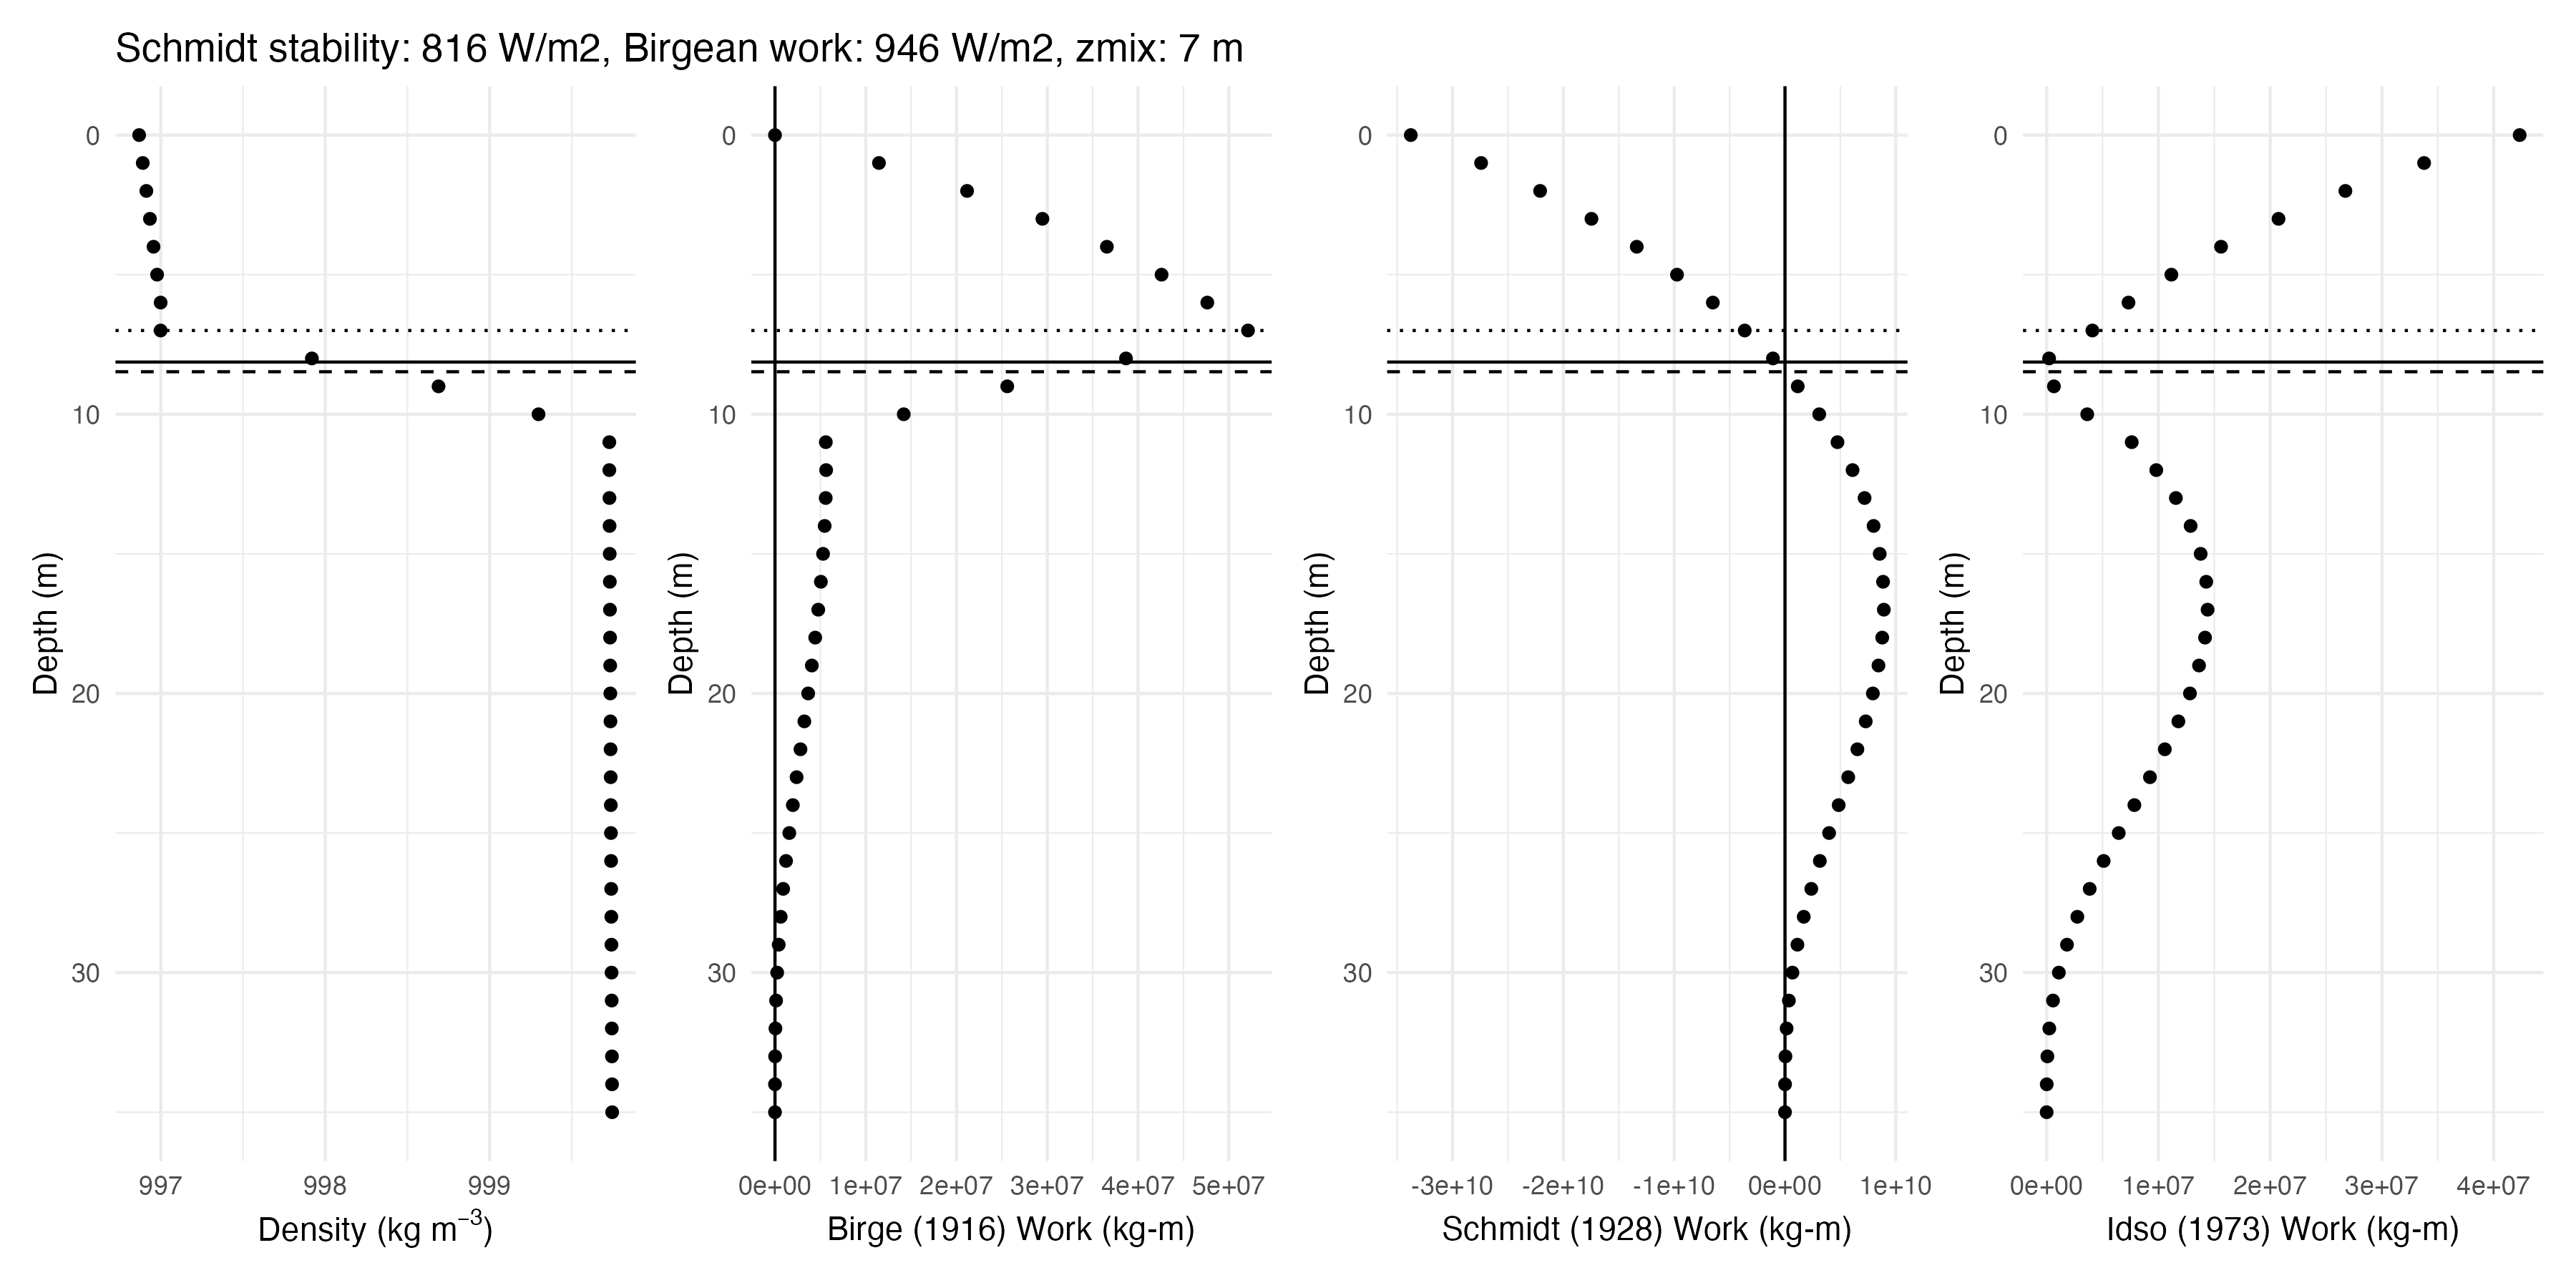 Schmidt stability: 816 W/m2, Birgean work: 946 W/m2, zmix: 7 m
Depth (m)
0
10
20
30
997 998 999
Density (kg m⁻³)
Depth (m)
0
10
20
30
0e+00 1e+07 2e+07 3e+07 4e+07 5e+07
Birge (1916) Work (kg-m)
Depth (m)
0
10
20
30
-3e+10 -2e+10 -1e+10 0e+00 1e+10
Schmidt (1928) Work (kg-m)
Depth (m)
0
10
20
30
0e+00 1e+07 2e+07 3e+07 4e+07
Idso (1973) Work (kg-m)